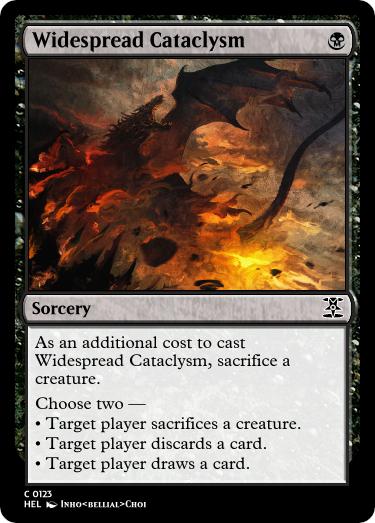 Widespread Cataclysm
Sorcery
As an additional cost to cast
Widespread Cataclysm, sacrifice a
creature.
Choose two —
• Target player sacrifices a creature.
• Target player discards a card.
• Target player draws a card.
C 0123
HEL Inho<bellial>Choi